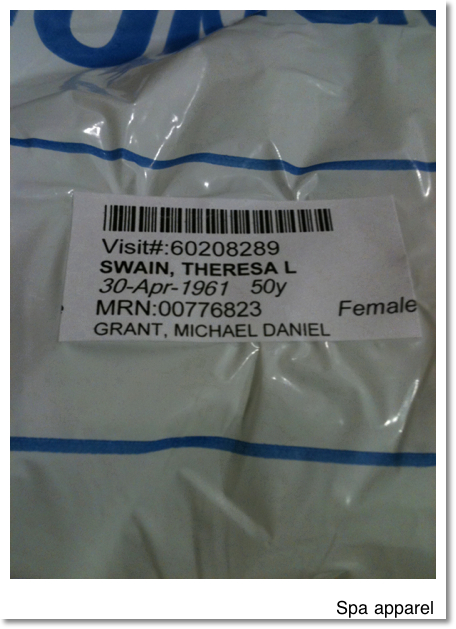 Visit#:60208289
SWAIN, THERESA L
30-Apr-1961 50y
MRN:00776823 Female
GRANT, MICHAEL DANIEL
Spa apparel